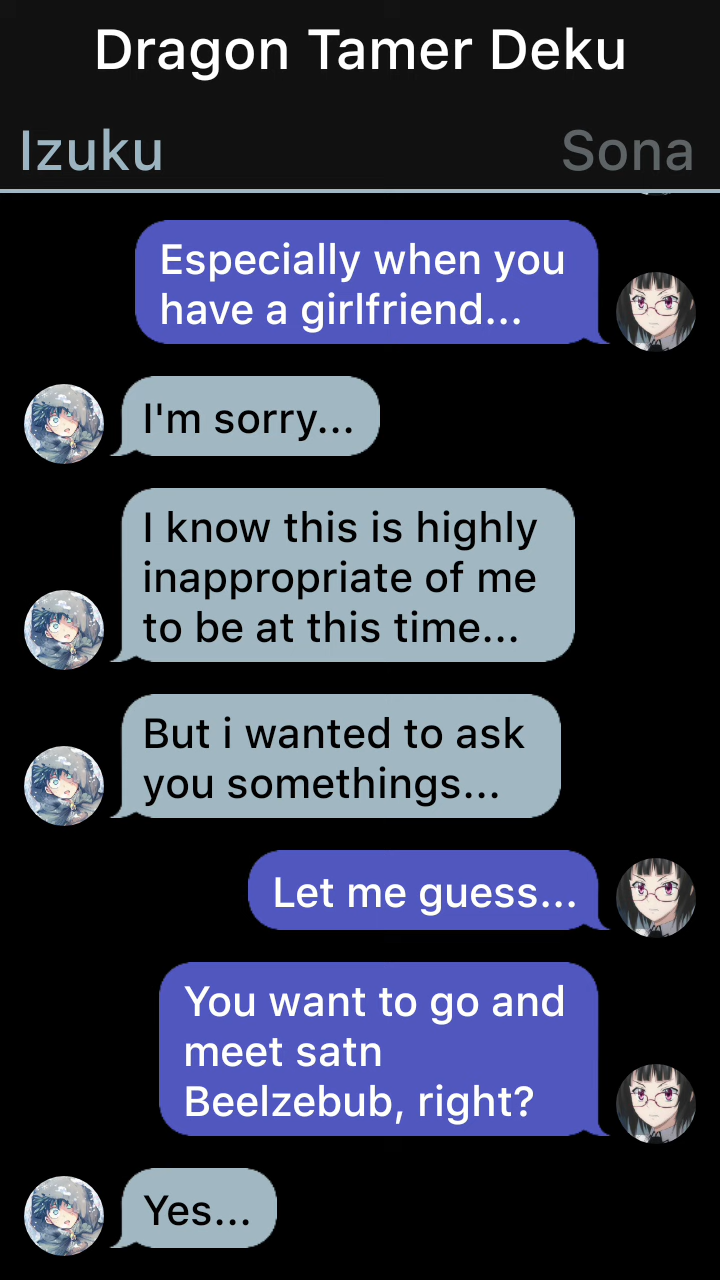 Dragon Tamer Deku
Izuku
Sona
Especially when you
have a girlfriend...
I'm sorry...
I know this is highly
inappropriate of me
to be at this time...
But i wanted to ask
you somethings...
Let me guess...
You want to go and
meet satn
Beelzebub, right?
Yes...